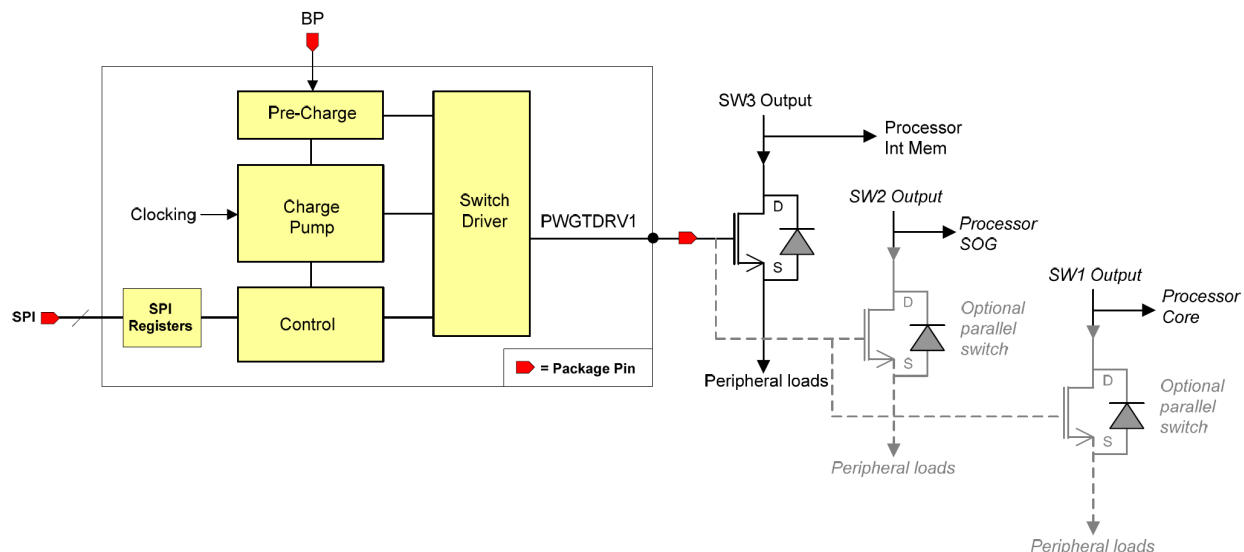 BP
Pre-Charge
Clocking
Charge
Pump
Switch
Driver
PWGTDRV1
SPI
SPI
Registers
Control
= Package Pin
SW3 Output
Processor
Int Mem
D
S
Peripheral loads
SW2 Output
Processor
SOG
D
S
Optional
parallel
switch
Peripheral loads
SW1 Output
Processor
Core
D
S
Optional
parallel
switch
Peripheral loads